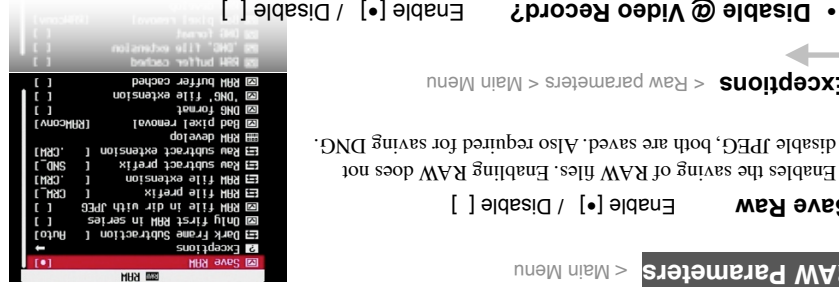 RAW Parameters < Main Menu
Save Raw Enable [•] / Disable [ ]
Enables the saving of RAW files. Enabling RAW does not
disable JPEG, both are saved. Also required for saving DNG.
Exceptions < Raw parameters < Main Menu
• Disable @ Video Record? Enable [•] / Disable [ ]
RAW RAW
Save RAW [•]
Exceptions
Dark Frame Subtraction [ Auto]
Only first RAW in series [ ]
RAW file in dir with JPEG [ ]
RAW file prefix [ CRW_]
RAW file extension [ .CRW]
Raw subtract prefix [ SND_]
Raw subtract extension [ .CRW]
RAW develop
Bad pixel removal [RAWconv]
DNG format [ ]
'DNG' file extension [ ]
RAW buffer cached [ ]